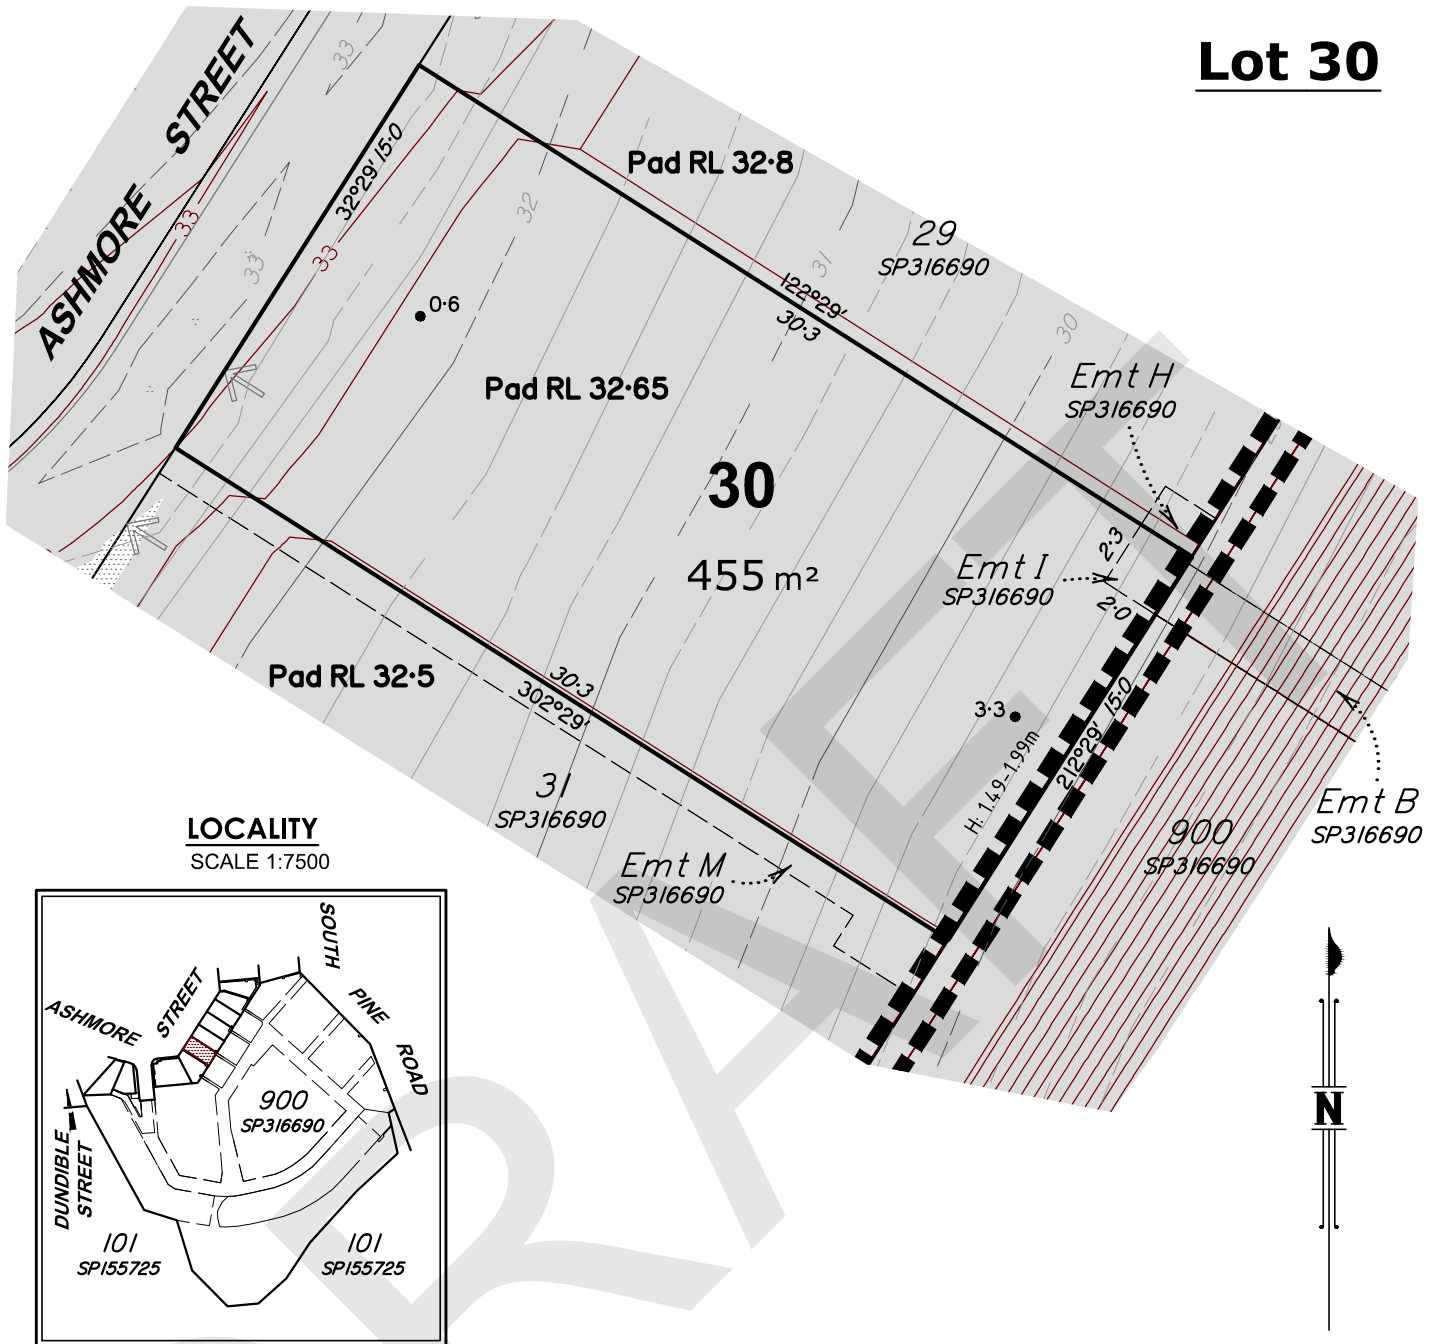 Lot 30
ASHMORE STREET
33
32°29' 15·0
33
33
33
Pad RL 32·8
32
31
30
29
SP316690
122°29'
30·3
0·6
Pad RL 32·65
30
455 m²
Emt H
SP316690
Emt I
SP316690
2·3
2·0
Pad RL 32·5
30·3
302°29'
3·3
H: 1.49-1.99m
212°29' 15·0
31
SP316690
Emt M
SP316690
900
SP316690
Emt B
SP316690
LOCALITY
SCALE 1:7500
SOUTH PINE ROAD
ASHMORE STREET
900
SP316690
DUNDIBLE
STREET
101
SP155725
101
SP155725
N
DRAFT